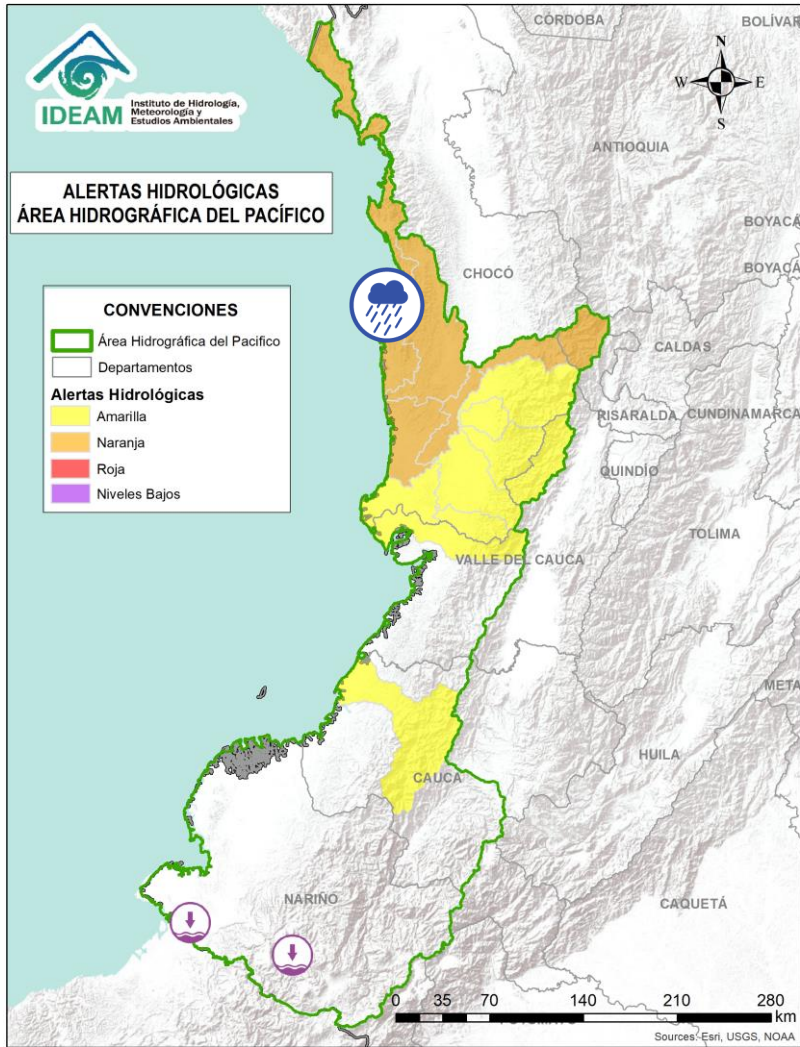 IDEAM
Instituto de Hidrología,
Meteorología y
Estudios Ambientales
ALERTAS HIDROLÓGICAS
ÁREA HIDROGRÁFICA DEL PACÍFICO
CONVENCIONES
Área Hidrográfica del Pacifico
Departamentos
Alertas Hidrológicas
Amarilla
Naranja
Roja
Niveles Bajos
CÓRDOBA
BOLÍVAR
N
W E
S
ANTIOQUIA
BOYACÁ
CHOCÓ
BOYACÁ
CALDAS
RISARALDA
CUNDINAMARCA
QUINDÍO
TOLIMA
VALLE DEL CAUCA
META
HUILA
CAUCA
NARIÑO
CAQUETÁ
0 35 70 140 210 280
km
Sources: Esri, USGS, NOAA